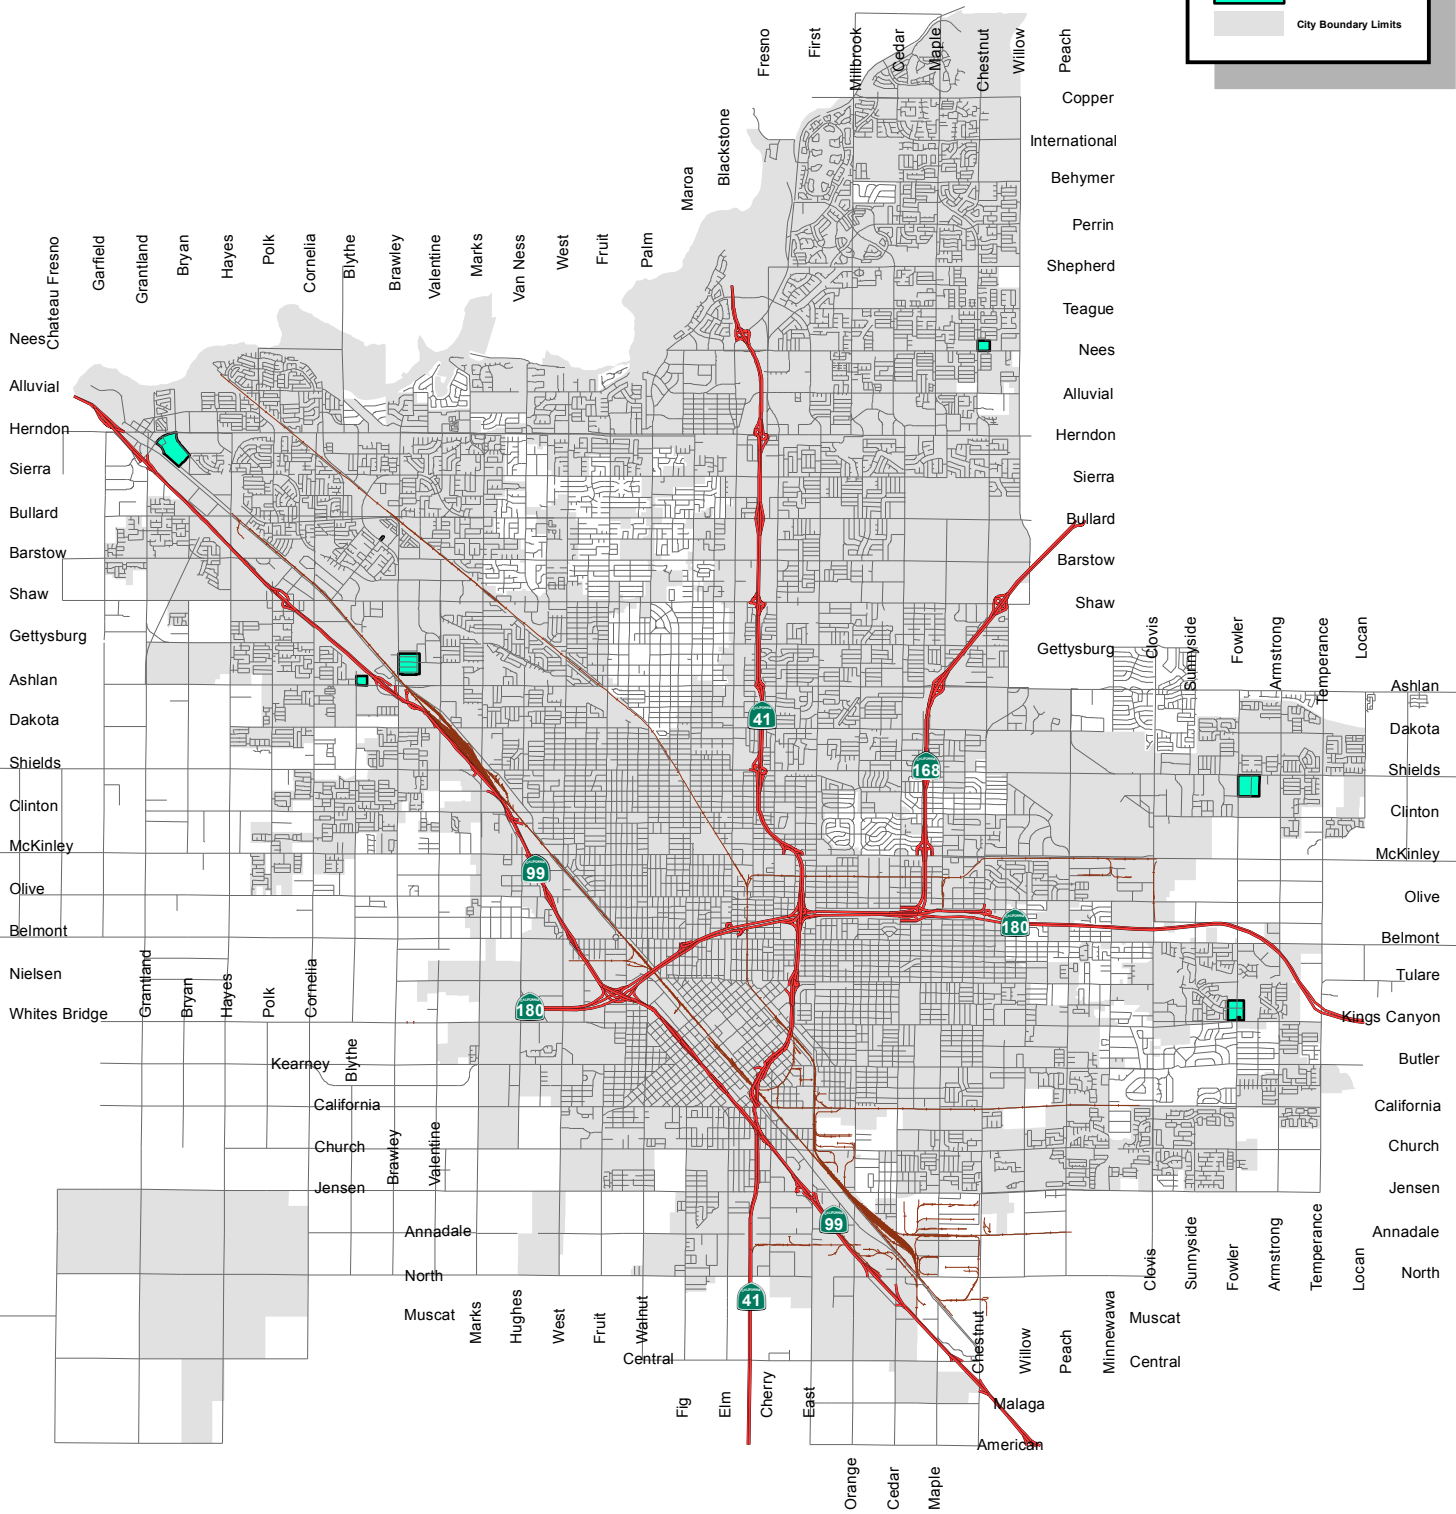 City Boundary Limits
Fresno
First
Millbrook
Cedar
Maple
Chestnut
Willow
Peach
Copper
International
Behymer
Perrin
Shepherd
Teague
Nees
Alluvial
Herndon
Sierra
Bullard
Barstow
Shaw
Gettysburg
Maroa
Blackstone
Chateau Fresno
Garfield
Grantland
Bryan
Hayes
Polk
Cornelia
Blythe
Brawley
Valentine
Marks
Van Ness
West
Fruit
Palm
Nees
Alluvial
Herndon
Sierra
Bullard
Barstow
Shaw
Gettysburg
Ashlan
Dakota
Shields
Clinton
McKinley
Olive
Belmont
Nielsen
Whites Bridge
Clovis
Sunnyside
Fowler
Armstrong
Temperance
Locan
Ashlan
Dakota
Shields
Clinton
McKinley
Olive
Belmont
Tulare
Kings Canyon
Butler
California
Church
Jensen
Annadale
North
41
168
99
180
180
99
41
Grantland
Bryan
Hayes
Polk
Cornelia
Kearney
Blythe
California
Church
Brawley
Valentine
Jensen
Annadale
North
Muscat
Marks
Hughes
West
Fruit
Walnut
Central
Fig
Elm
Cherry
East
Orange
Cedar
Maple
Chestnut
Willow
Peach
Minnewawa
Clovis
Sunnyside
Fowler
Armstrong
Temperance
Locan
Muscat
Central
Malaga
American